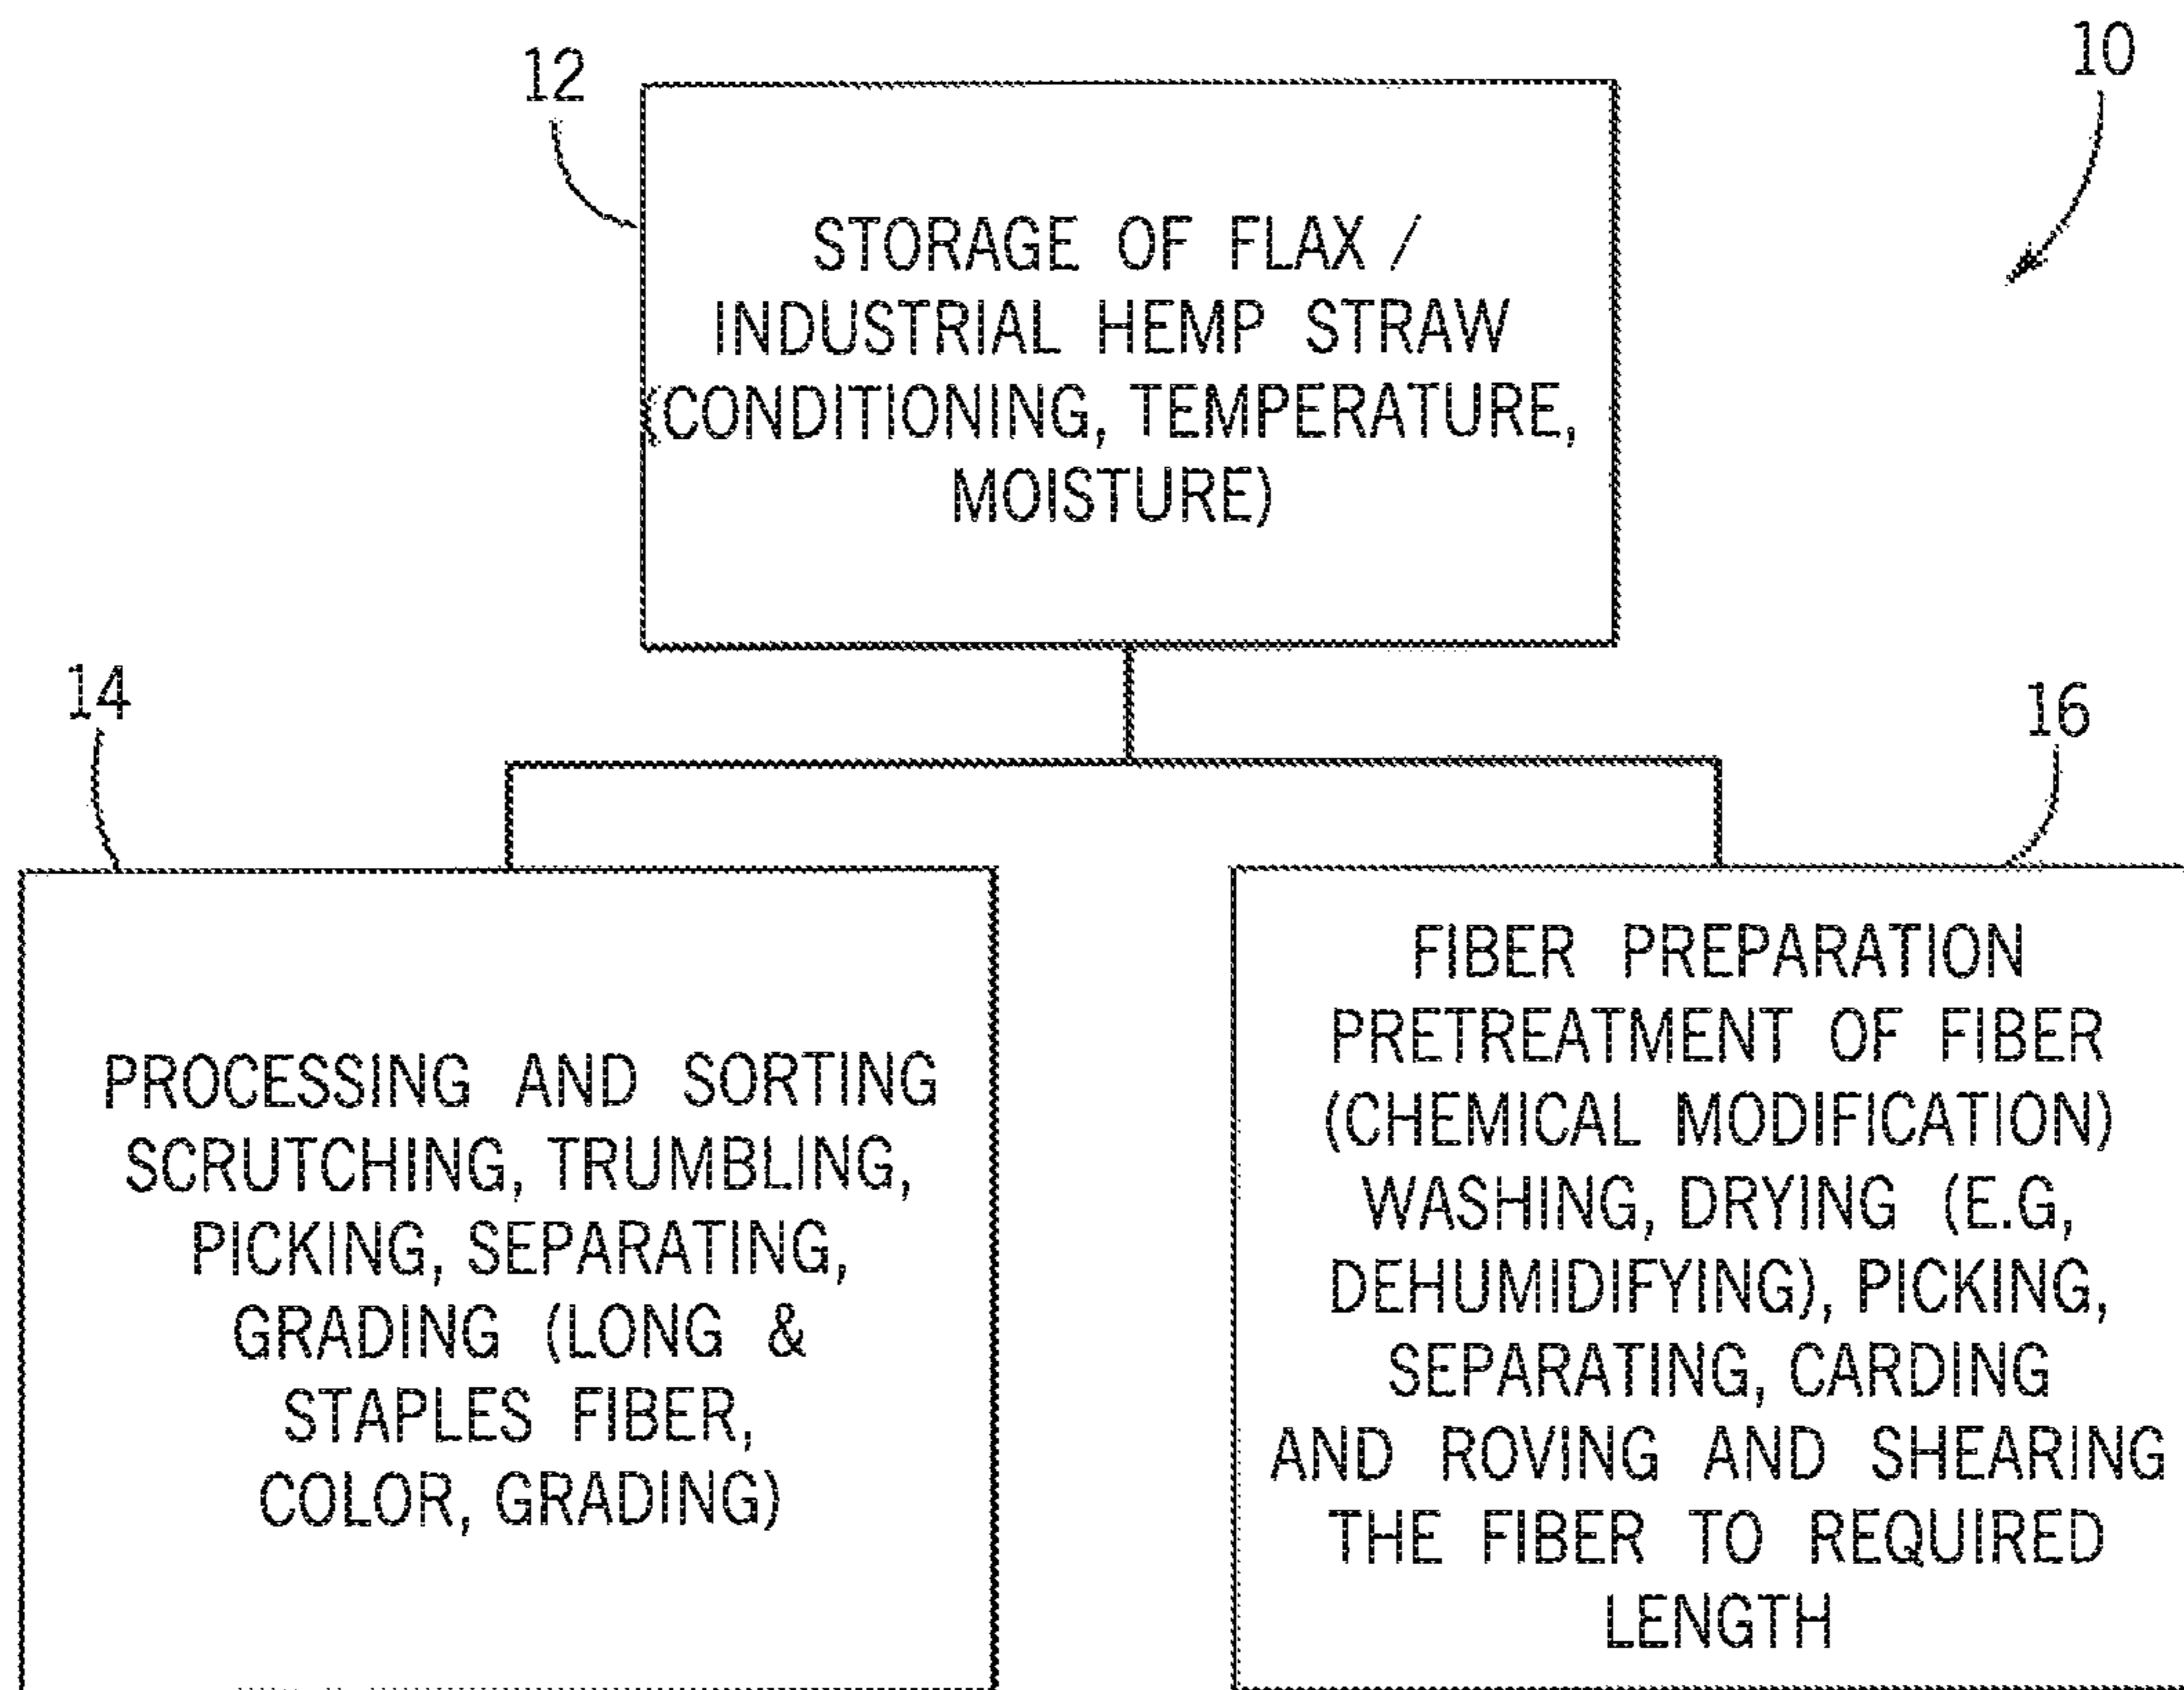 10
12
STORAGE OF FLAX /
INDUSTRIAL HEMP STRAW
(CONDITIONING, TEMPERATURE,
MOISTURE)
14
PROCESSING AND SORTING
SCRUTCHING, TRUMBLING,
PICKING, SEPARATING,
GRADING (LONG &
STAPLES FIBER,
COLOR, GRADING)
16
FIBER PREPARATION
PRETREATMENT OF FIBER
(CHEMICAL MODIFICATION)
WASHING, DRYING (E.G,
DEHUMIDIFYING), PICKING,
SEPARATING, CARDING
AND ROVING AND SHEARING
THE FIBER TO REQUIRED
LENGTH